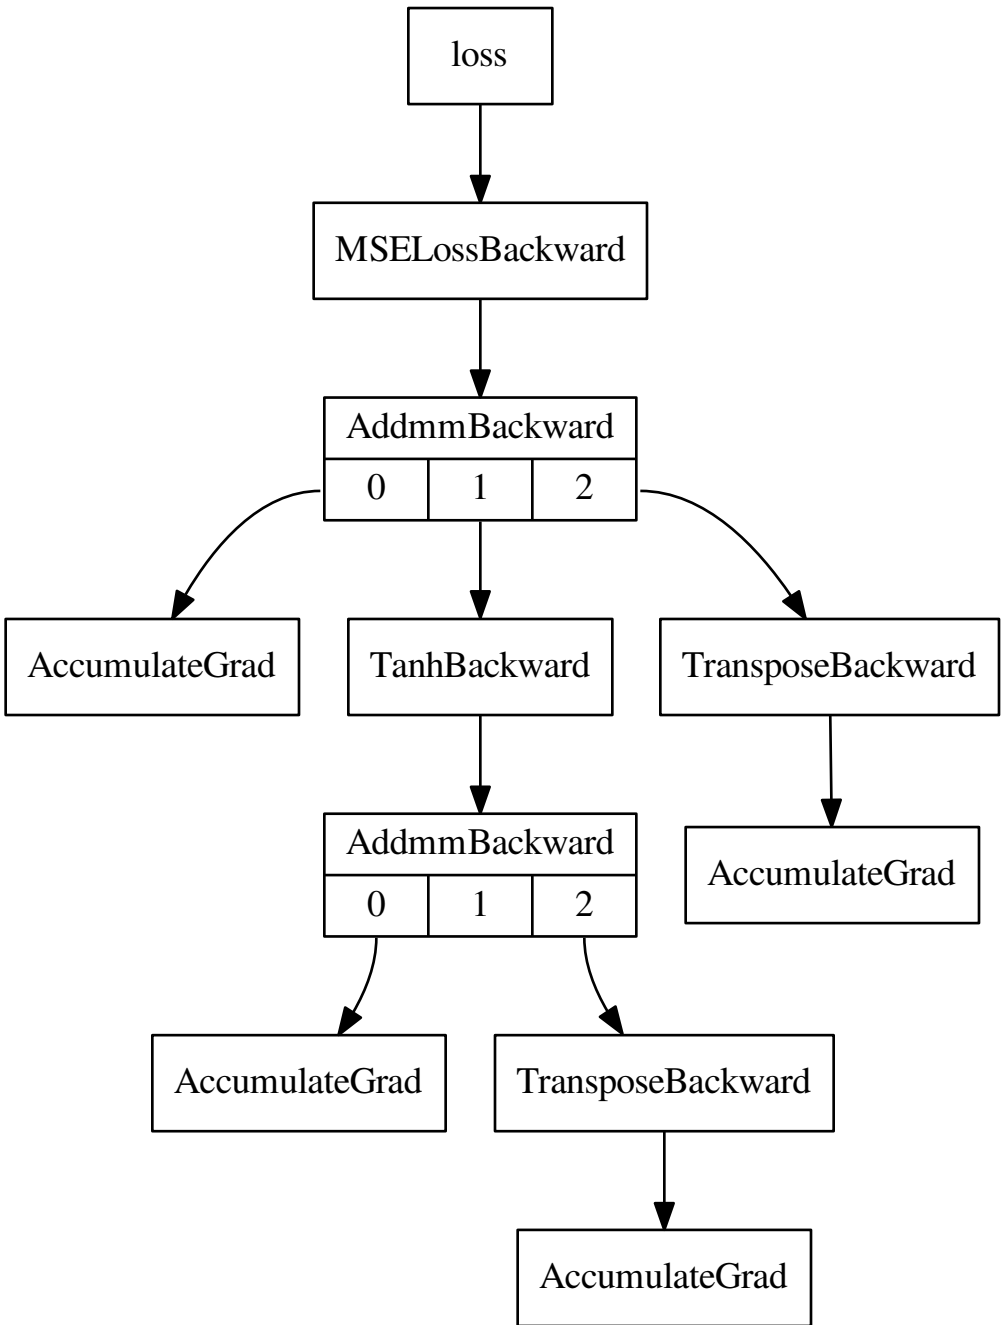 loss
MSELossBackward
AddmmBackward
0 1 2
AccumulateGrad TanhBackward TransposeBackward
AddmmBackward
0 1 2
AccumulateGrad
AccumulateGrad TransposeBackward
AccumulateGrad